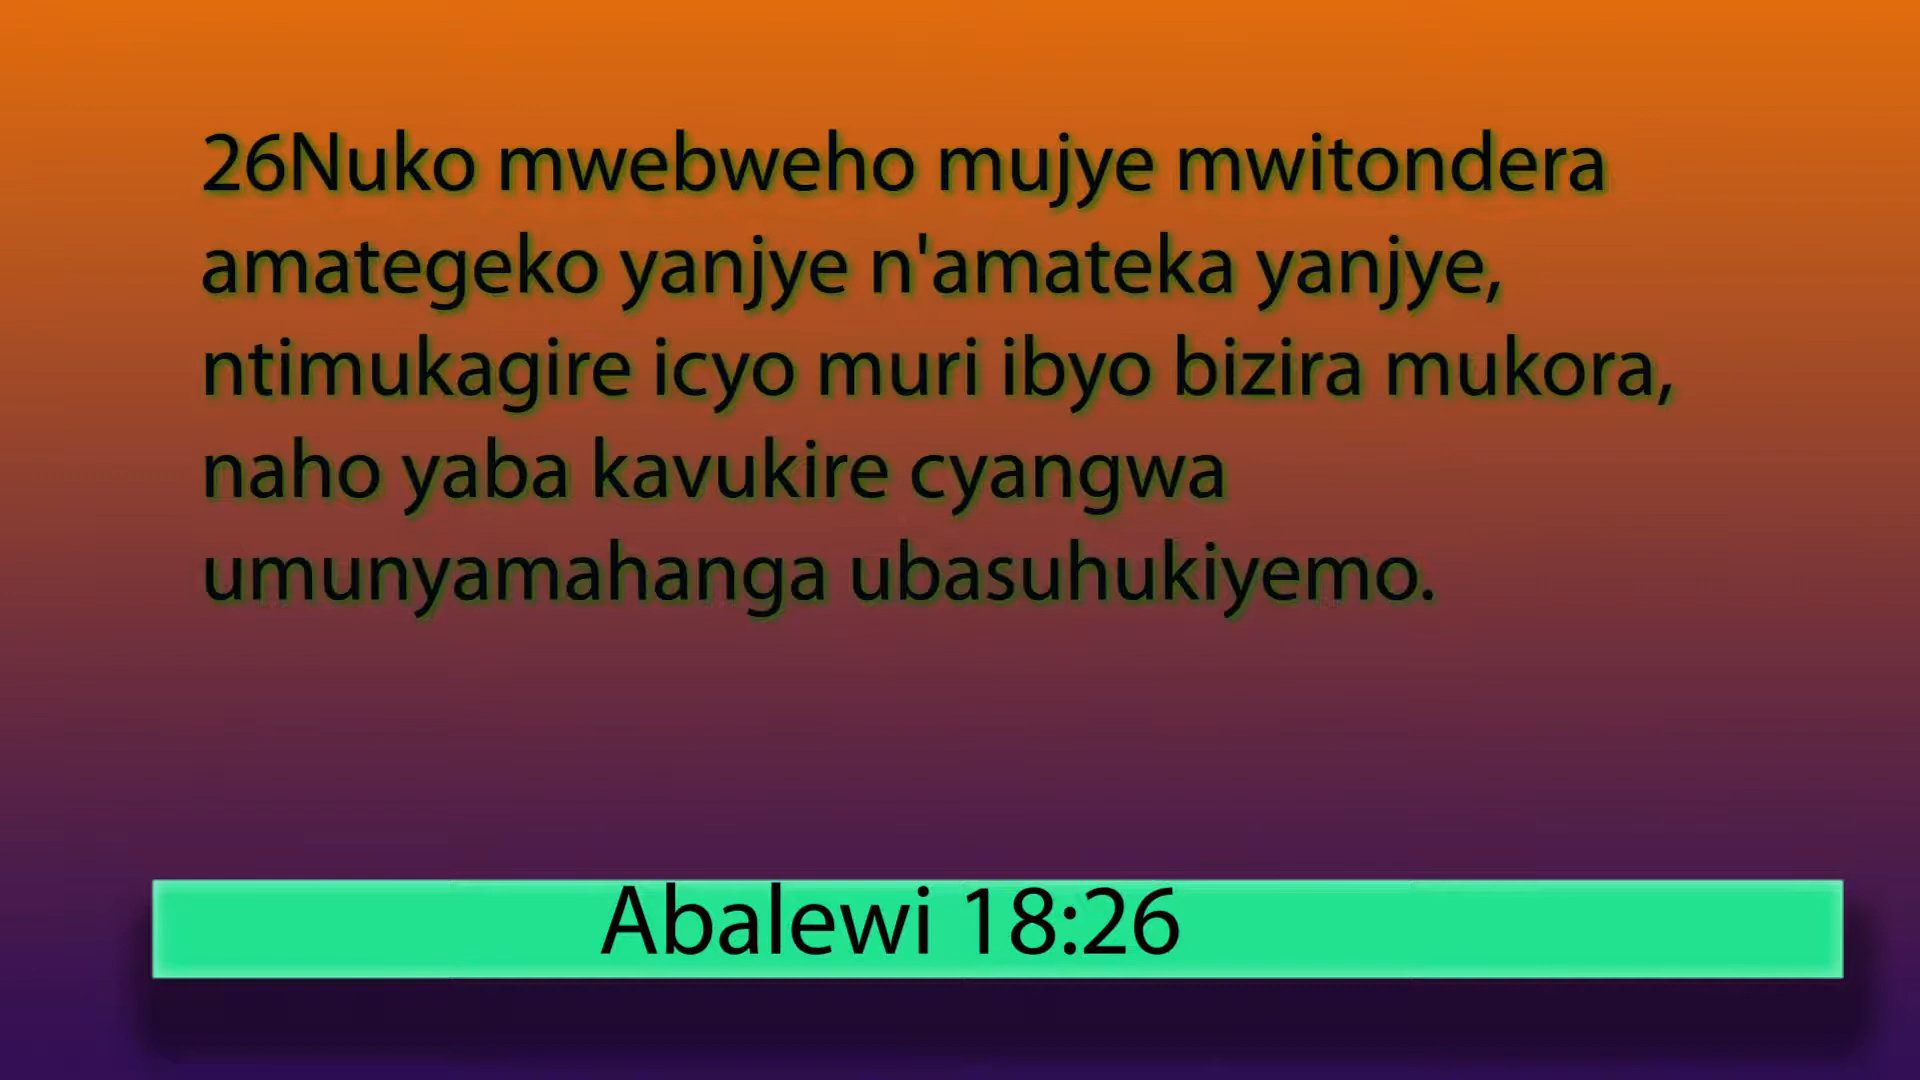 26Nuko mwebweho mujye mwitondera
amategeko yanjye n'amateka yanjye,
ntimukagire icyo muri ibyo bizira mukora,
naho yaba kavukire cyangwa
umunyamahanga ubasuhukiyemo.
Abalewi 18:26